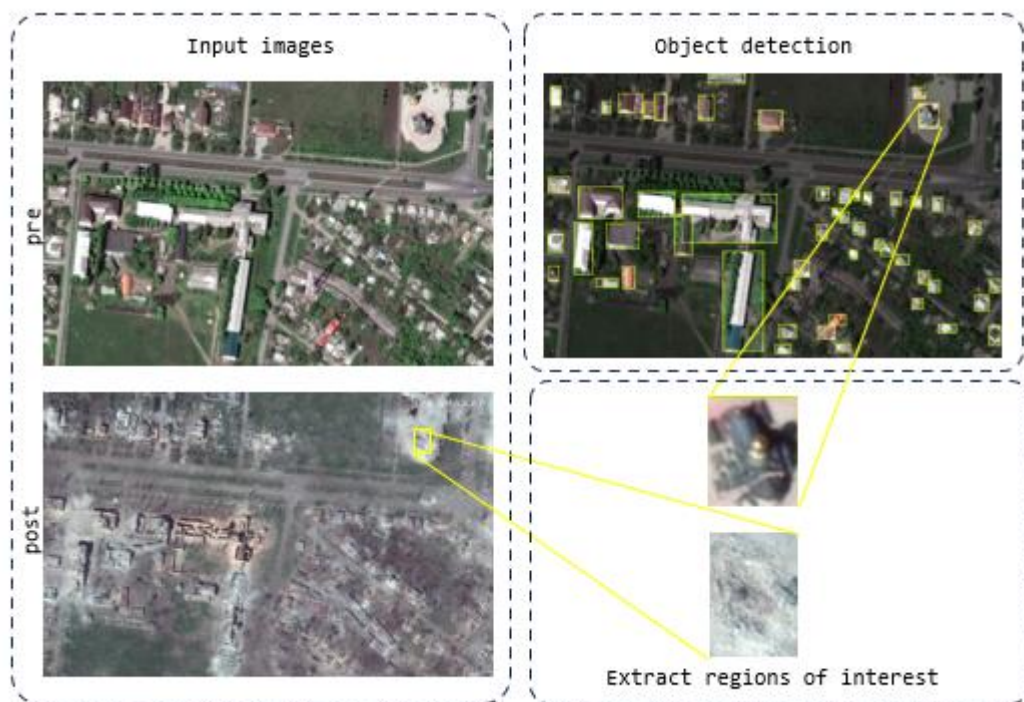 Input images
Object detection
pre
post
Extract regions of interest